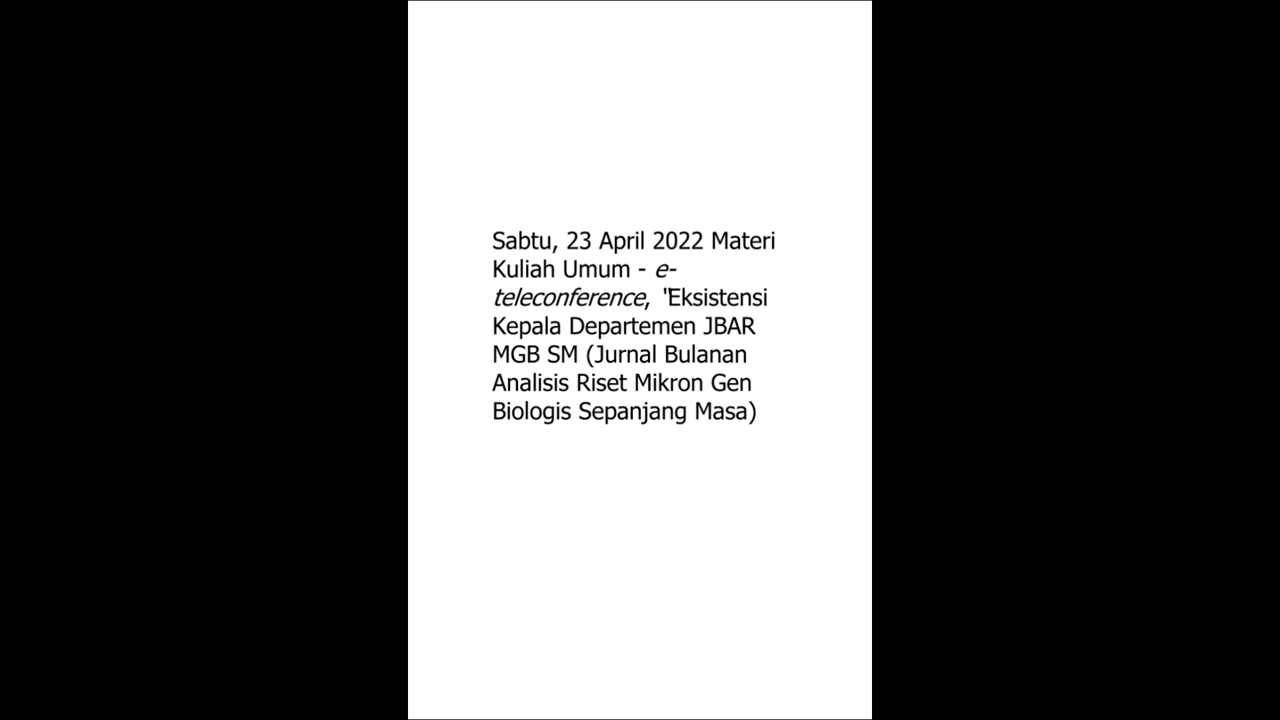 Sabtu, 23 April 2022 Materi
Kuliah Umum - e-
teleconference, “Eksistensi
Kepala Departemen JBAR
MGB SM (Jurnal Bulanan
Analisis Riset Mikron Gen
Biologis Sepanjang Masa)